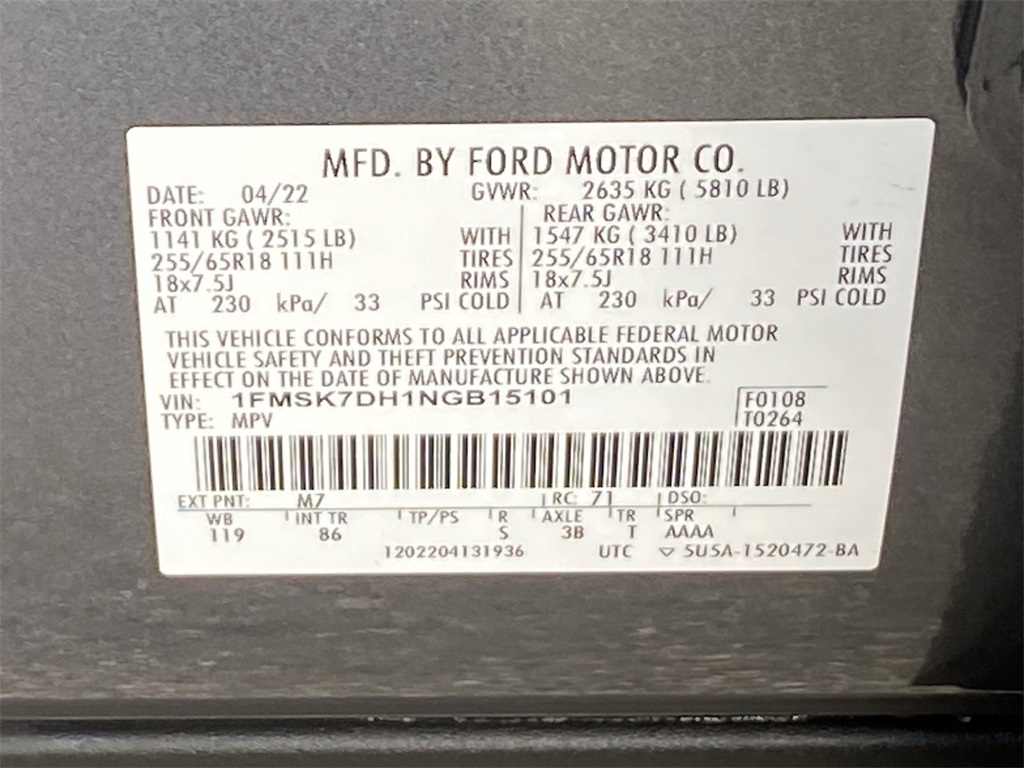 MFD. BY FORD MOTOR CO.
DATE: 04/22 GVWR: 2635 KG ( 5810 LB)
FRONT GAWR: REAR GAWR:
1141 KG ( 2515 LB) WITH 1547 KG ( 3410 LB) WITH
255/65R18 111H TIRES 255/65R18 111H TIRES
18x7.5J RIMS 18x7.5J RIMS
AT 230 kPa/ 33 PSI COLD AT 230 kPa/ 33 PSI COLD
THIS VEHICLE CONFORMS TO ALL APPLICABLE FEDERAL MOTOR
VEHICLE SAFETY AND THEFT PREVENTION STANDARDS IN
EFFECT ON THE DATE OF MANUFACTURE SHOWN ABOVE.
VIN: 1FMSK7DH1NGB15101 F0108
TYPE: MPV T0264
EXT PNT: M7 RC: 71 DSO:
WB INT TR TP/PS R AXLE TR SPR
119 86 S 3B T AAAA
1202204131936 UTC ▽ 5U5A-1520472-BA